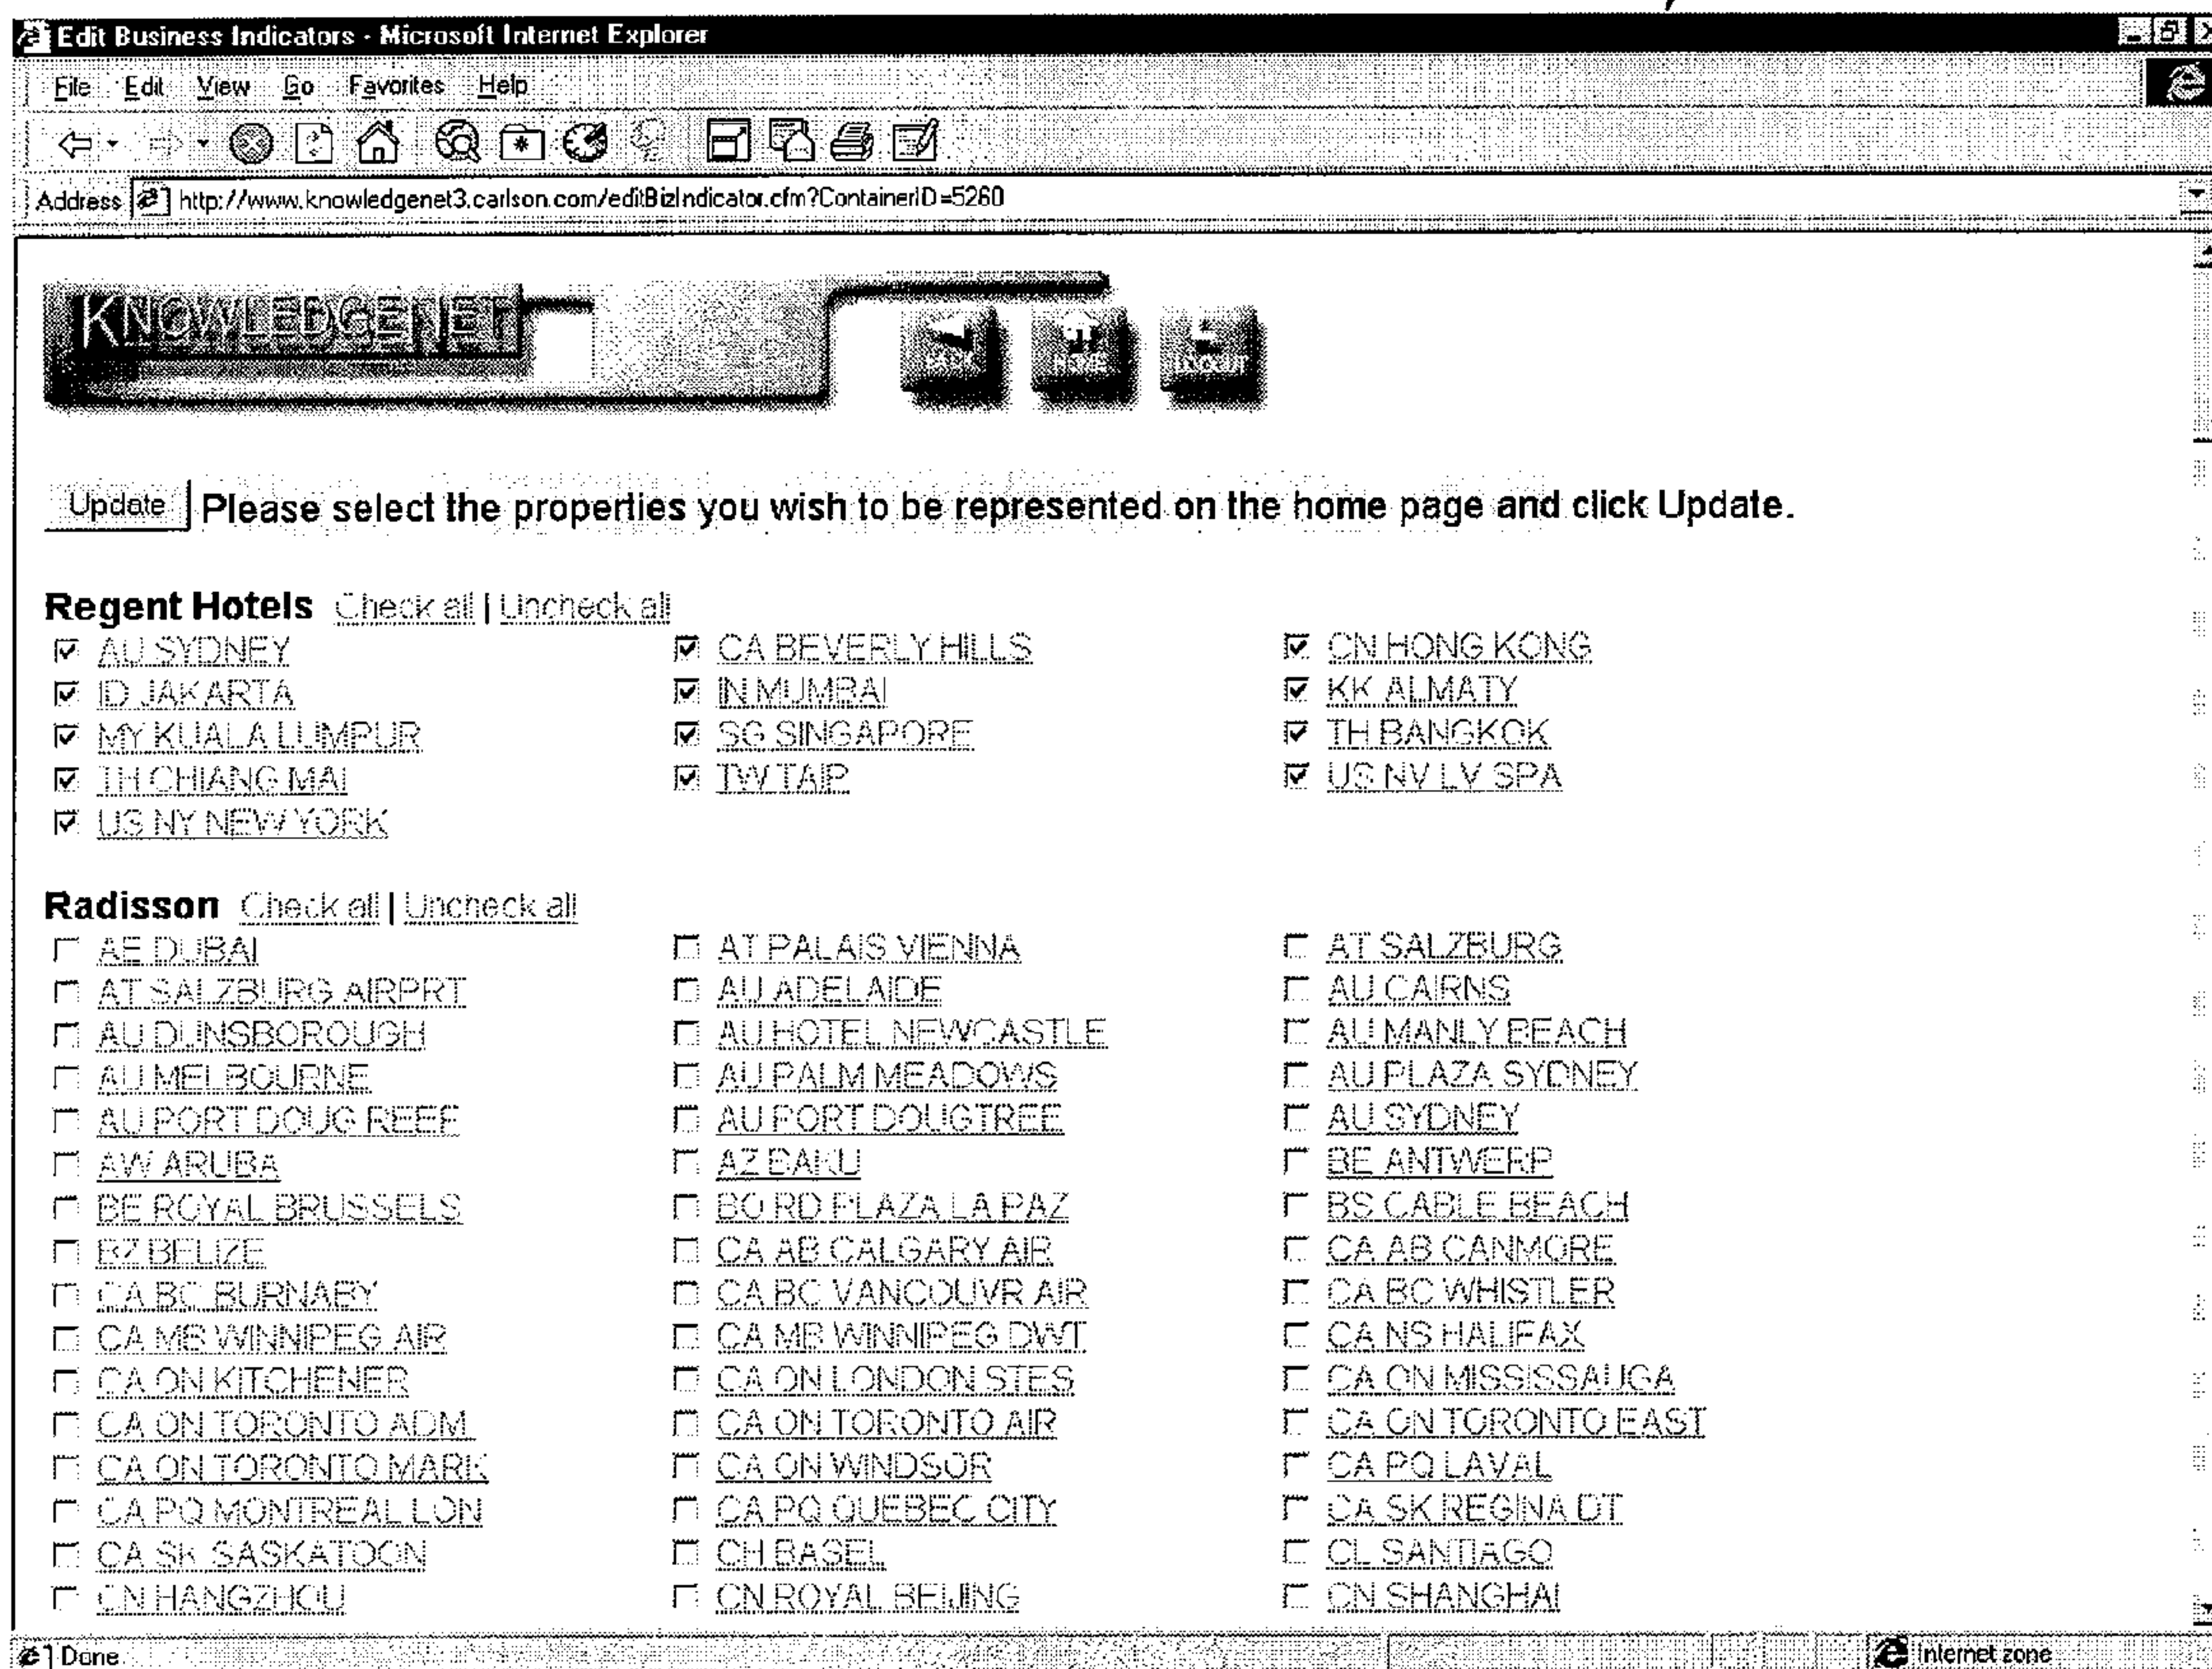 Edit Business Indicators - Microsoft Internet Explorer
File Edit View Go Favorites Help
Address http://www.knowledgenet3.carlson.com/editBizIndicator.cfm?ContainerID=5260
KNOWLEDGENET BACK HOME LOGOUT
Update Please select the properties you wish to be represented on the home page and click Update.
Regent Hotels Check all | Uncheck all
AU SYDNEY CA BEVERLY HILLS CN HONG KONG
ID JAKARTA IN MUMBAI KK ALMATY
MY KUALA LUMPUR SG SINGAPORE TH BANGKOK
TH CHIANG MAI TW TAIP US NV LV SPA
US NY NEW YORK
Radisson Check all | Uncheck all
AE DUBAI AT PALAIS VIENNA AT SALZBURG
AT SALZBURG AIRPRT AU ADELAIDE AU CAIRNS
AU DUNSBOROUGH AU HOTEL NEWCASTLE AU MANLY BEACH
AU MELBOURNE AU PALM MEADOWS AU PLAZA SYDNEY
AU PORT DOUG REEF AU PORT DOUGTREE AU SYDNEY
AW ARUBA AZ BAKU BE ANTWERP
BE ROYAL BRUSSELS BO RD PLAZA LA PAZ BS CABLE BEACH
BZ BELIZE CA AB CALGARY AIR CA AB CANMORE
CA BC BURNABY CA BC VANCOUVR AIR CA BC WHISTLER
CA MB WINNIPEG AIR CA MB WINNIPEG DWT CA NS HALIFAX
CA ON KITCHENER CA ON LONDON STES CA ON MISSISSAUGA
CA ON TORONTO ADM CA ON TORONTO AIR CA ON TORONTO EAST
CA ON TORONTO MARK CA ON WINDSOR CA PQ LAVAL
CA PQ MONTREAL LON CA PQ QUEBEC CITY CA SK REGINA DT
CA SK SASKATOON CH BASEL CL SANTIAGO
CN HANGZHOU CN ROYAL BEIJING CN SHANGHAI
Done Internet zone